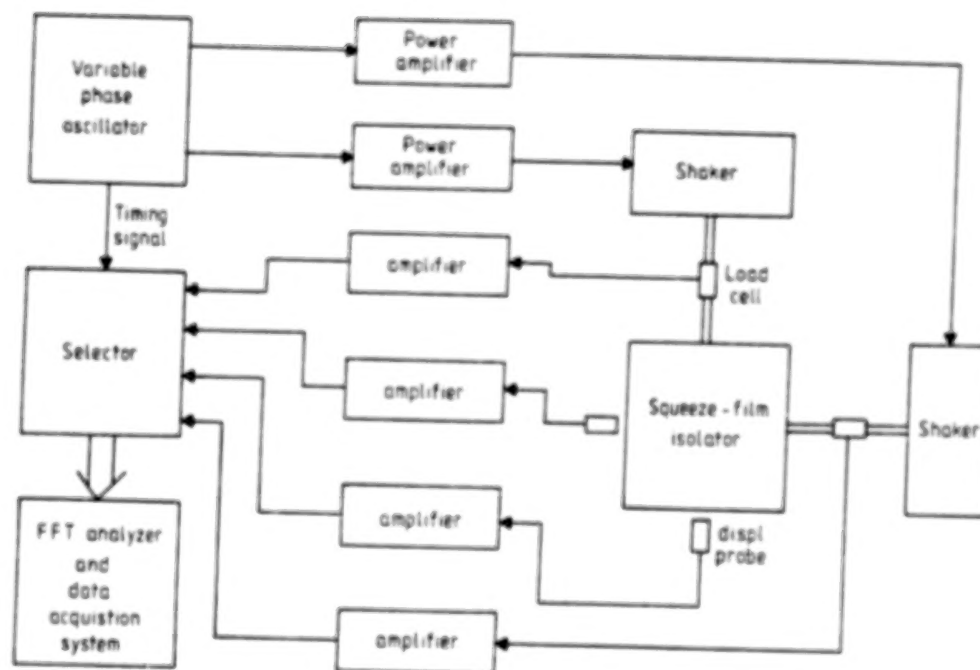 Variable
phase
oscillator
Power
amplifier
Power
amplifier
Shaker
Timing
signal
amplifier
Load
cell
Selector
amplifier
Squeeze-film
isolator
Shaker
FFT analyzer
and
data
acquistion
system
amplifier
displ
probe
amplifier